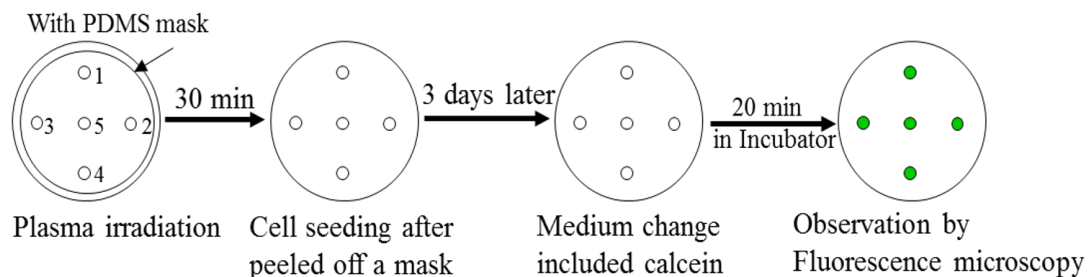 With PDMS mask
1
3
5
2
4
30 min
3 days later
20 min
in Incubator
Plasma irradiation
Cell seeding after
peeled off a mask
Medium change
included calcein
Observation by
Fluorescence microscopy